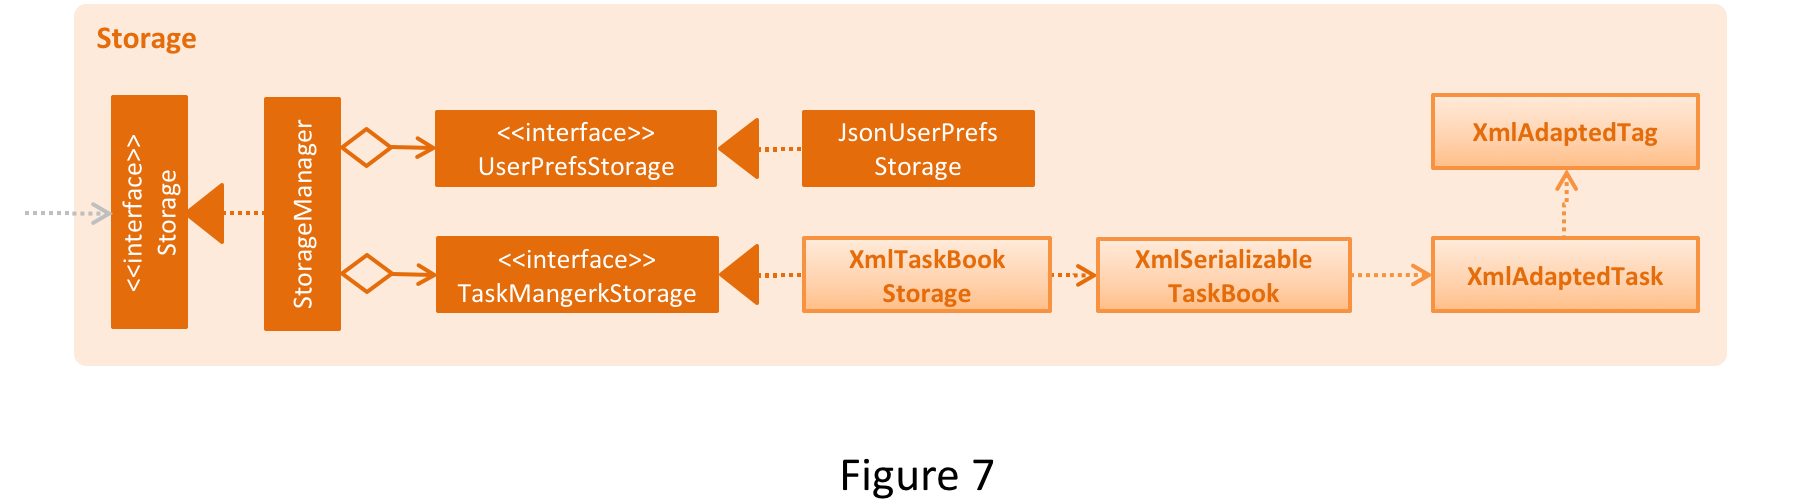 Storage
<<interface>>
Storage
StorageManager
<<interface>>
UserPrefsStorage
JsonUserPrefs
Storage
XmlAdaptedTag
<<interface>>
TaskMangerkStorage
XmlTaskBook
Storage
XmlSerializable
TaskBook
XmlAdaptedTask
Figure 7